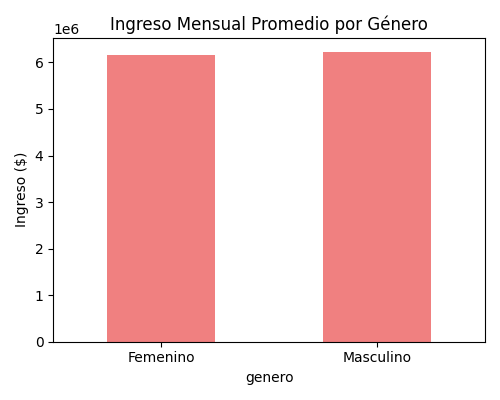 Ingreso Mensual Promedio por Género
1e6
6
5
4
3
2
1
0
Ingreso ($)
Femenino
Masculino
genero